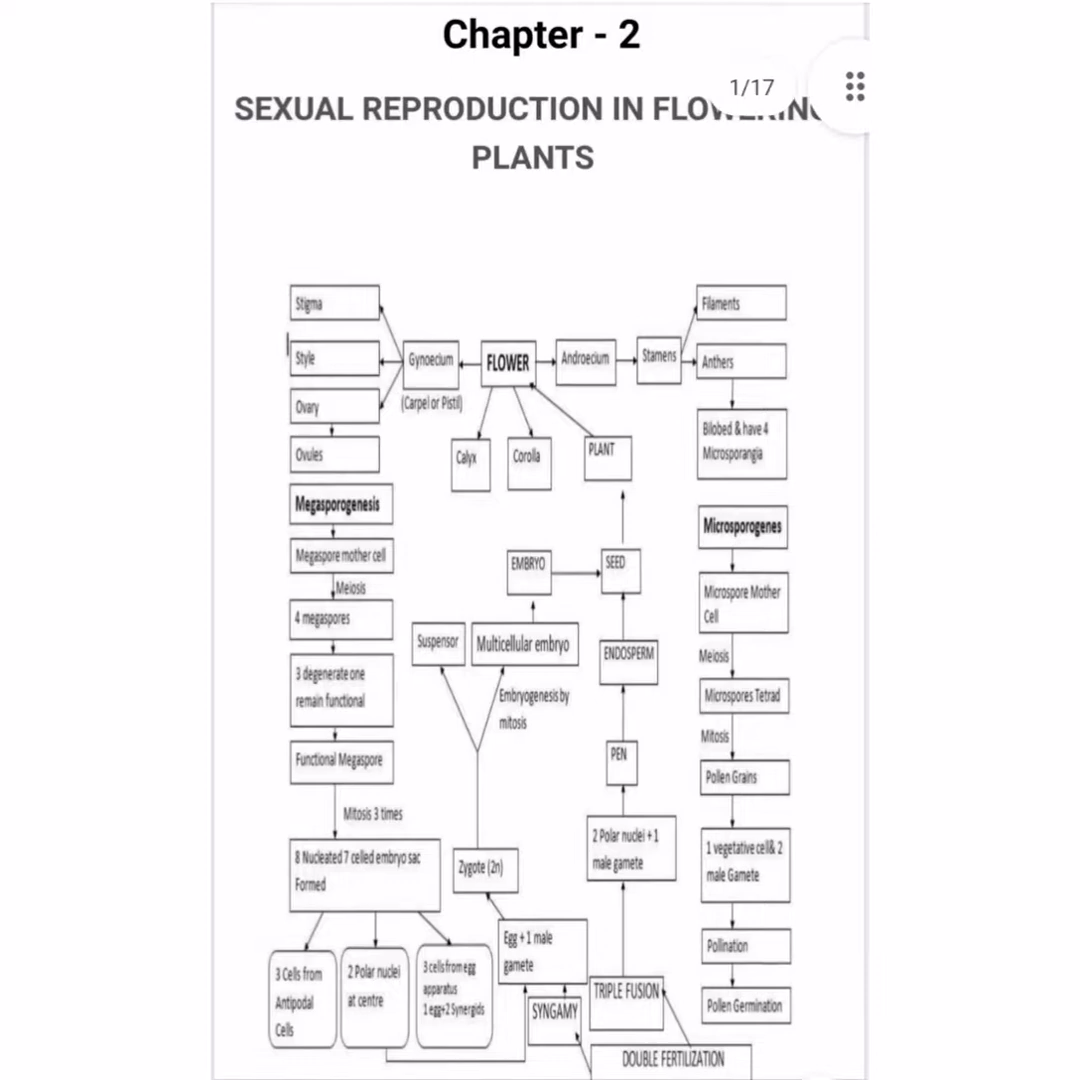 Chapter - 2
1/17
SEXUAL REPRODUCTION IN FLOWERING
PLANTS
Stigma
Style
Ovary
Ovules
Gynoecium
(Carpel or Pistil)
FLOWER
Androecium
Stamens
Filaments
Anthers
Bilobed & have 4
Microsporangia
Calyx
Corolla
PLANT
Megasporogenesis
Megaspore mother cell
Meiosis
4 megaspores
3 degenerate one
remain functional
Functional Megaspore
Mitosis 3 times
8 Nucleated 7 celled embryo sac
Formed
3 Cells from
Antipodal
Cells
2 Polar nuclei
at centre
3 cells from egg
apparatus
1 egg+2 Synergids
EMBRYO
SEED
Suspensor
Multicellular embryo
Embryogenesis by
mitosis
ENDOSPERM
PEN
2 Polar nuclei + 1
male gamete
Zygote (2n)
Egg + 1 male
gamete
SYNGAMY
TRIPLE FUSION
DOUBLE FERTILIZATION
Microsporogenes
Microspore Mother
Cell
Meiosis
Microspores Tetrad
Mitosis
Pollen Grains
1 vegetative cell& 2
male Gamete
Pollination
Pollen Germination